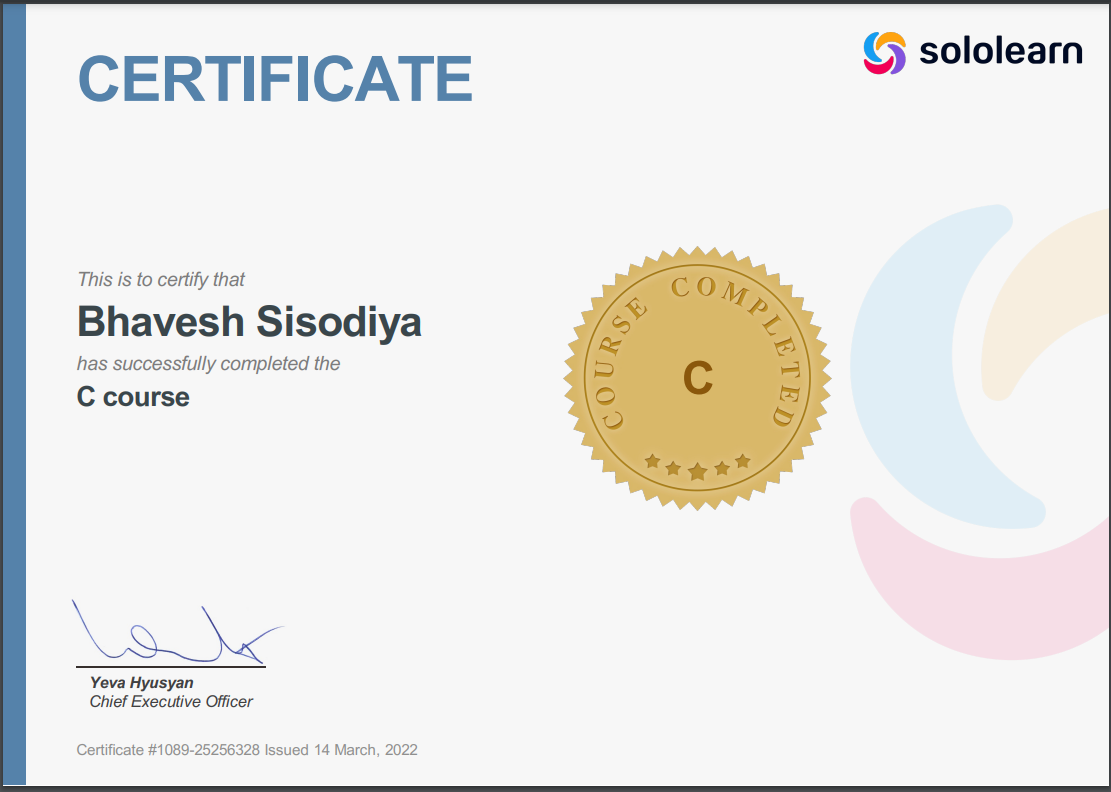 CERTIFICATE
sololearn
This is to certify that
Bhavesh Sisodiya
has successfully completed the
C course
COURSE COMPLETED
C
Yeva Hyusyan
Chief Executive Officer
Certificate #1089-25256328 Issued 14 March, 2022